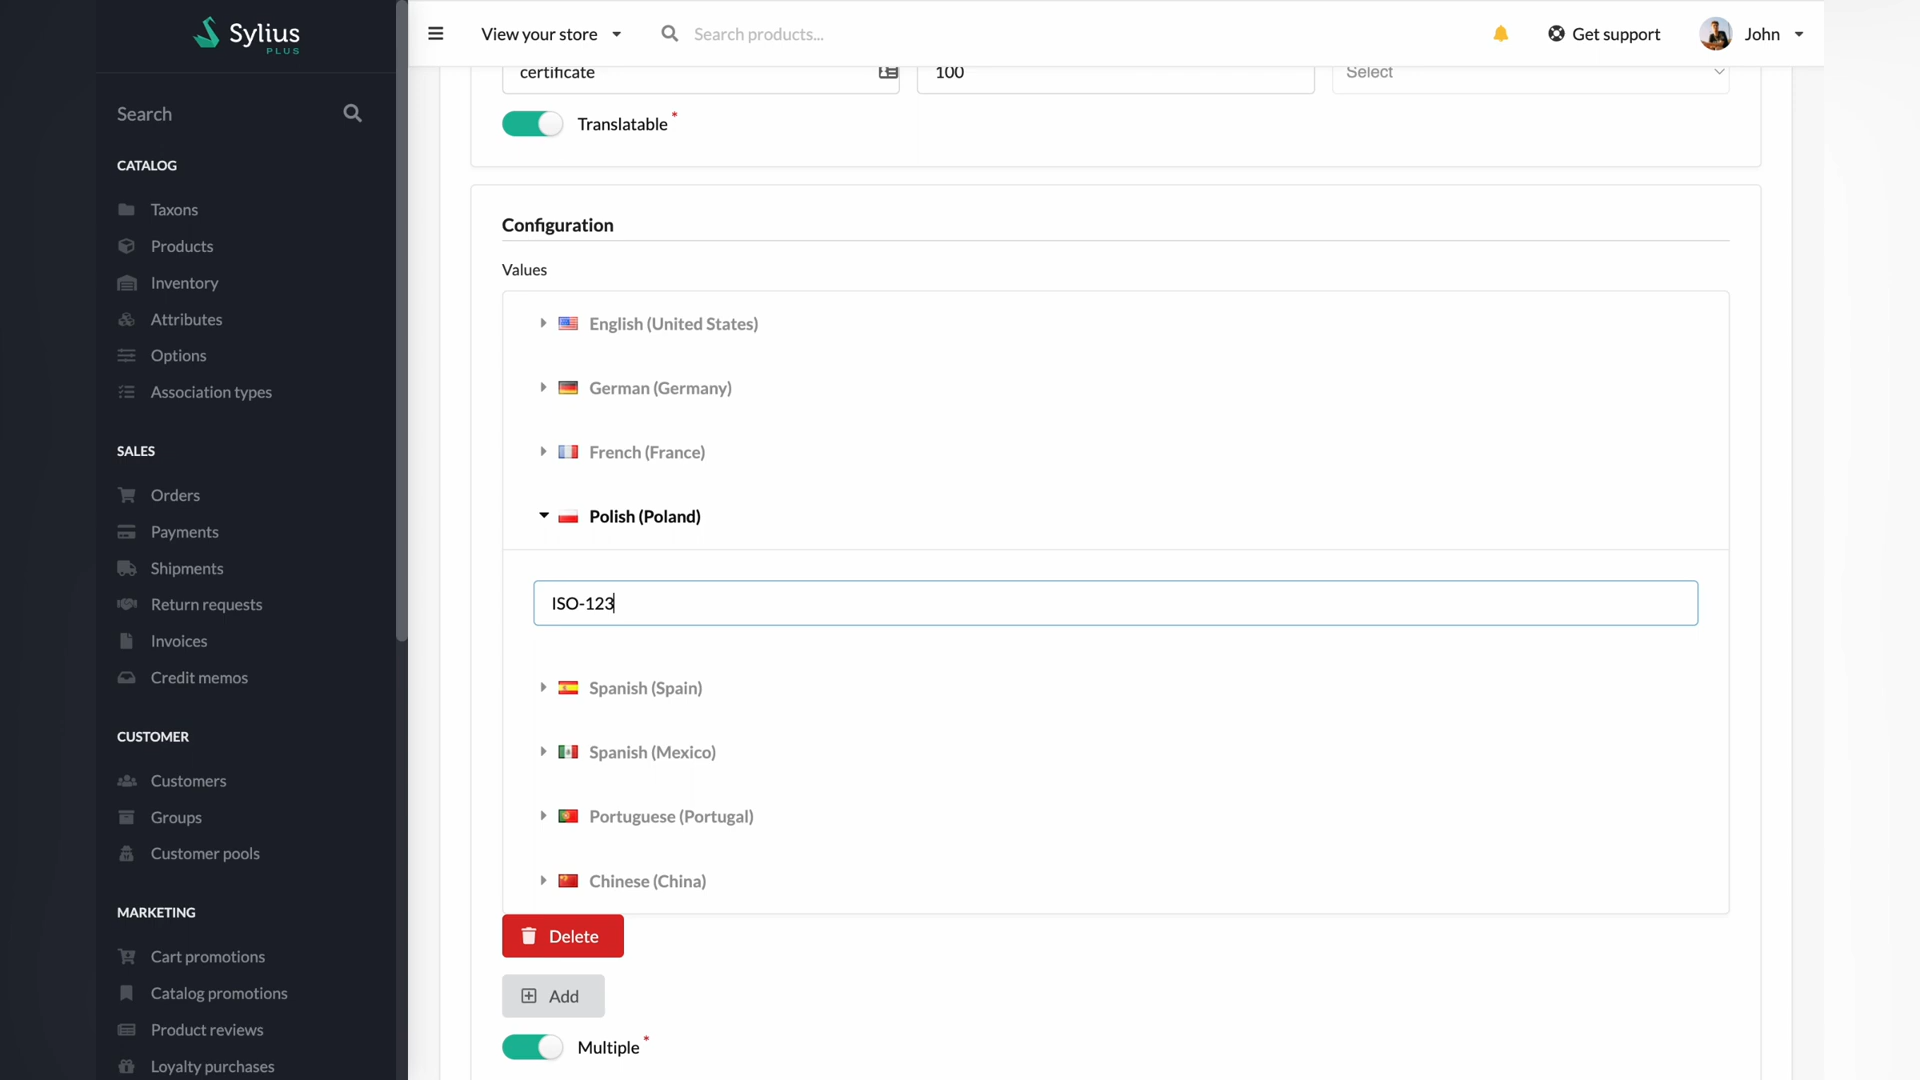 Sylius
PLUS
View your store
Search products...
Get support
John
Search
CATALOG
Taxons
Products
Inventory
Attributes
Options
Association types
SALES
Orders
Payments
Shipments
Return requests
Invoices
Credit memos
CUSTOMER
Customers
Groups
Customer pools
MARKETING
Cart promotions
Catalog promotions
Product reviews
Loyalty purchases
certificate
100
Select
Translatable *
Configuration
Values
English (United States)
German (Germany)
French (France)
Polish (Poland)
ISO-123
Spanish (Spain)
Spanish (Mexico)
Portuguese (Portugal)
Chinese (China)
Delete
Add
Multiple *